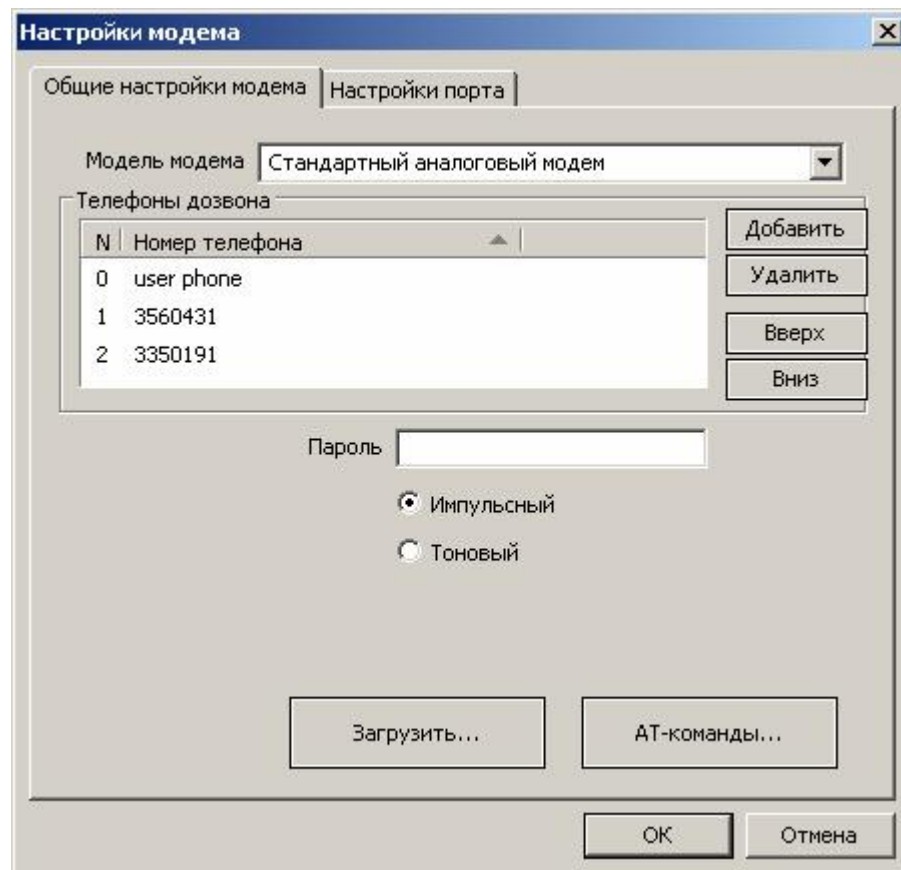 Настройки модема
Общие настройки модема Настройки порта
Модель модема Стандартный аналоговый модем
Телефоны дозвона
N Номер телефона
0 user phone
1 3560431
2 3350191
Добавить
Удалить
Вверх
Вниз
Пароль
Импульсный
Тоновый
Загрузить... АТ-команды...
ОК Отмена